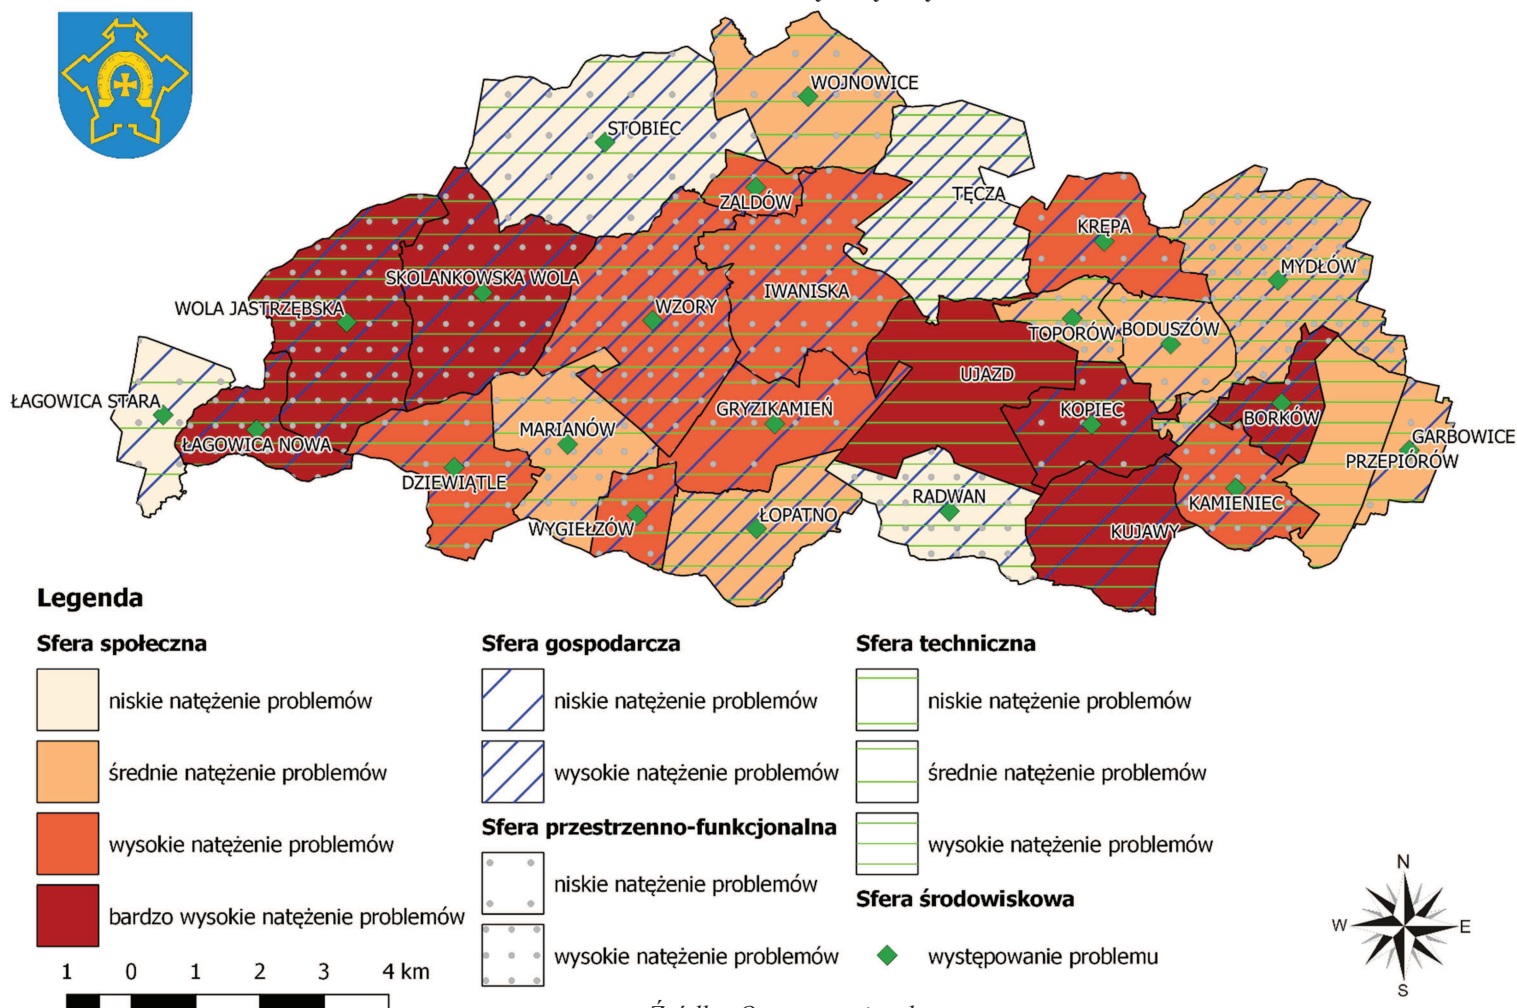 WOJNOWICE
STOBIEC
ZALDÓW
TĘCZA
KRĘPA
MYDŁÓW
SKOLANKOWSKA WOLA
IWANISKA
WOLA JASTRZĘBSKA
WZORY
TOPORÓW
BODUSZÓW
UJAZD
ŁAGOWICA STARA
GRYZIKAMIEŃ
KOPIEC
BORKÓW
MARIANÓW
ŁAGOWICA NOWA
GARBOWICE
PRZEPIÓRÓW
DZIEWIĄTLE
RADWAN
KAMIENIEC
WYGIEŁZÓW
ŁOPATNO
KUJAWY
Legenda
Sfera społeczna
niskie natężenie problemów
średnie natężenie problemów
wysokie natężenie problemów
bardzo wysokie natężenie problemów
Sfera gospodarcza
niskie natężenie problemów
wysokie natężenie problemów
Sfera przestrzenno-funkcjonalna
niskie natężenie problemów
wysokie natężenie problemów
Sfera techniczna
niskie natężenie problemów
średnie natężenie problemów
wysokie natężenie problemów
Sfera środowiskowa
występowanie problemu
N
W E
S
1 0 1 2 3 4 km